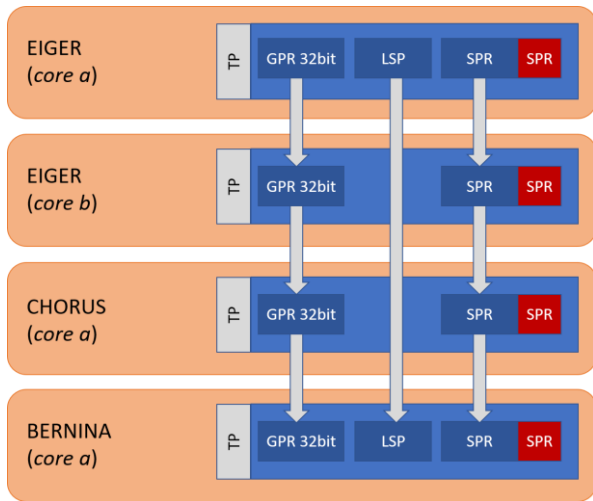 EIGER
(core a)
TP
GPR 32bit
LSP
SPR
SPR
EIGER
(core b)
TP
GPR 32bit
SPR
SPR
CHORUS
(core a)
TP
GPR 32bit
SPR
SPR
BERNINA
(core a)
TP
GPR 32bit
LSP
SPR
SPR